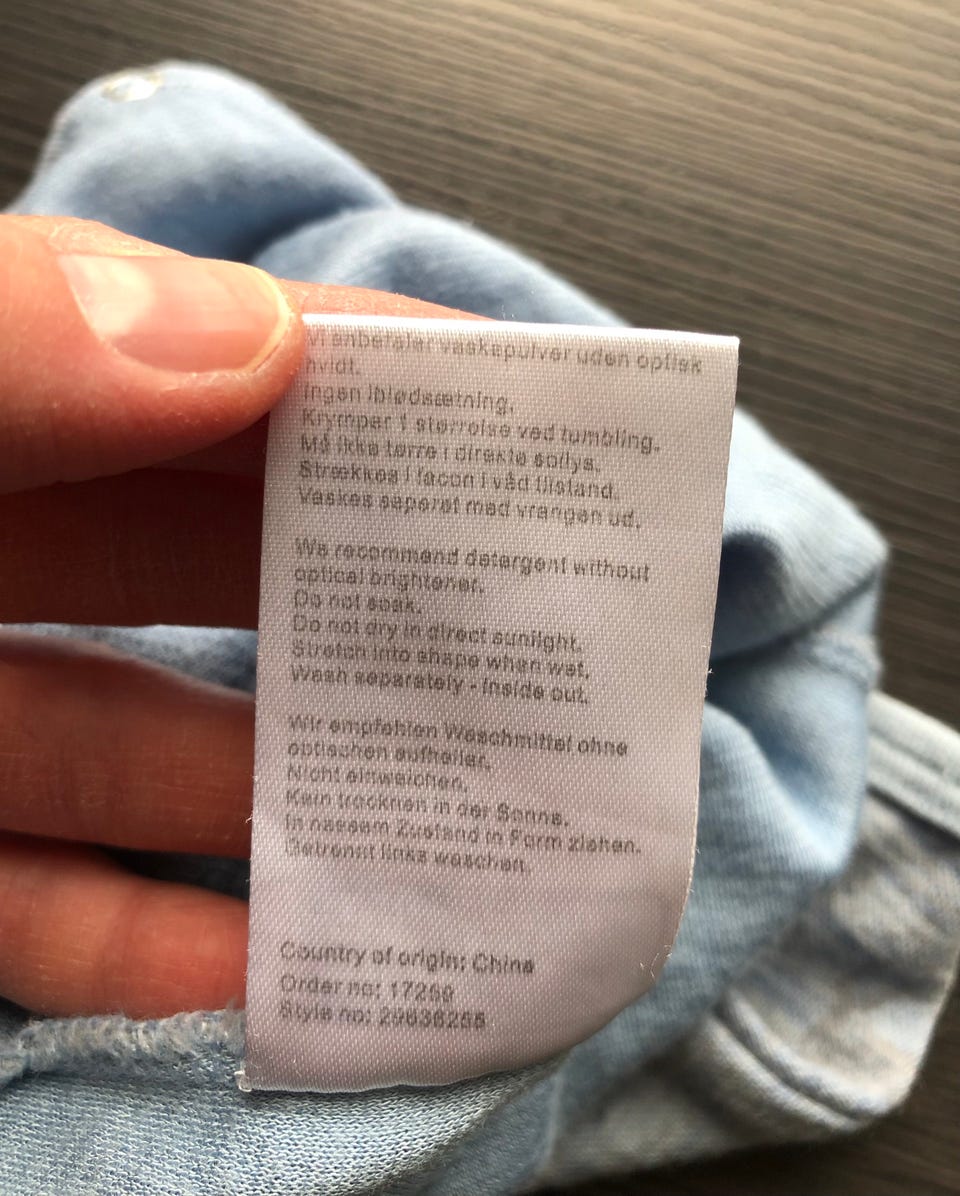 Vi anbefaler vaskepulver uden optisk
hvidt.
Ingen iblødsætning.
Krymper 1 størrelse ved tumbling.
Må ikke tørre i direkte sollys.
Strækkes i facon i våd tilstand.
Vaskes seperat med vrangen ud.
We recommend detergent without
optical brightener.
Do not soak.
Do not dry in direct sunlight.
Stretch into shape when wet.
Wash separately - inside out.
Wir empfehlen Waschmittel ohne
optischen aufheller.
Nicht einweichen.
Kein trocknen in der Sonne.
In nassem Zustand in Form ziehen.
Getrennt links waschen.
Country of origin: China
Order no:
Style no: